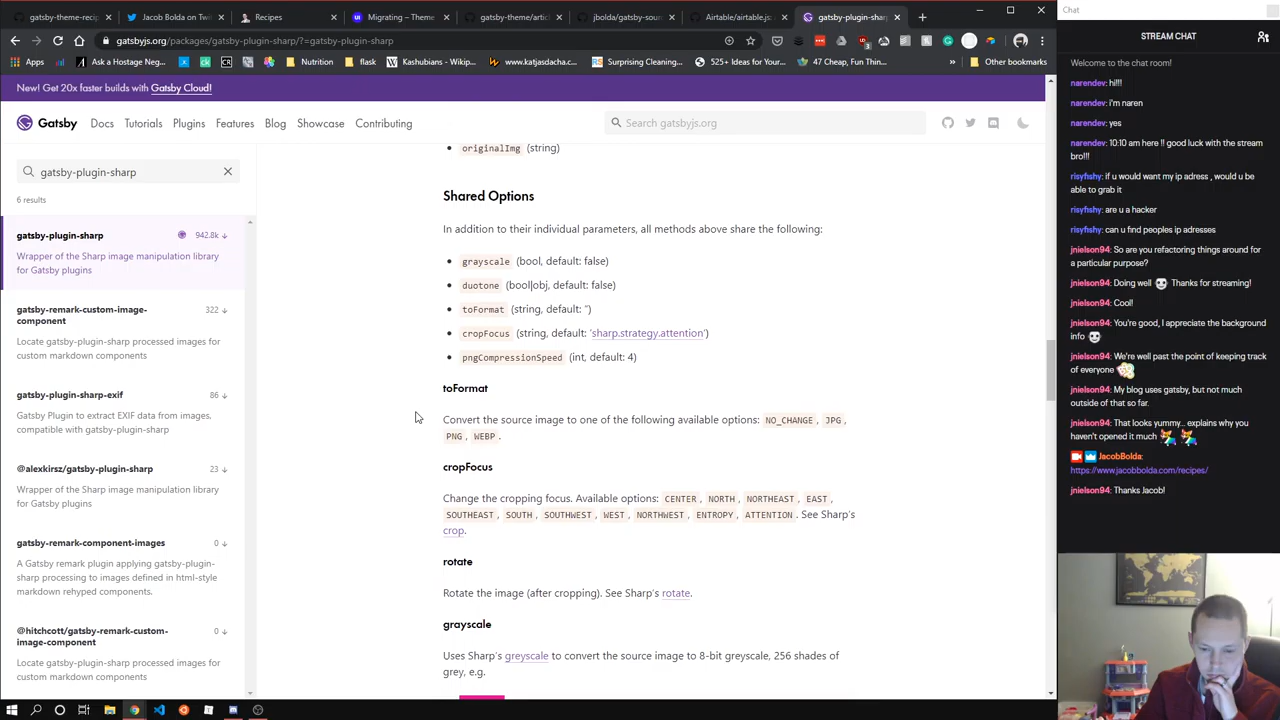 gatsby-theme-recip
Jacob Bolda on Twi
Recipes
Migrating – Theme
gatsby-theme/articl
jbolda/gatsby-sour
Airtable/airtable.js:
gatsby-plugin-sharp
gatsbyjs.org/packages/gatsby-plugin-sharp/?=gatsby-plugin-sharp
Apps
Ask a Hostage Neg...
Nutrition
flask
Kashubians - Wikip...
www.katjasdacha.c...
Surprising Cleaning...
525+ Ideas for Your...
47 Cheap, Fun Thin...
»
Other bookmarks
New! Get 20x faster builds with Gatsby Cloud!
Gatsby
Docs
Tutorials
Plugins
Features
Blog
Showcase
Contributing
Search gatsbyjs.org
gatsby-plugin-sharp
6 results
gatsby-plugin-sharp
942.8k
Wrapper of the Sharp image manipulation library
for Gatsby plugins
gatsby-remark-custom-image-
component
322
Locate gatsby-plugin-sharp processed images for
custom markdown components
gatsby-plugin-sharp-exif
86
Gatsby Plugin to extract EXIF data from images,
compatible with gatsby-plugin-sharp
@alexkirsz/gatsby-plugin-sharp
23
Wrapper of the Sharp image manipulation library
for Gatsby plugins
gatsby-remark-component-images
0
A Gatsby remark plugin applying gatsby-plugin-
sharp processing to images defined in html-style
markdown rehyped components.
@hitchcott/gatsby-remark-custom-
image-component
0
Locate gatsby-plugin-sharp processed images for
custom markdown components
originalImg (string)
Shared Options
In addition to their individual parameters, all methods above share the following:
grayscale (bool, default: false)
duotone (bool|obj, default: false)
toFormat (string, default: '')
cropFocus (string, default: 'sharp.strategy.attention')
pngCompressionSpeed (int, default: 4)
toFormat
Convert the source image to one of the following available options: NO_CHANGE, JPG,
PNG, WEBP.
cropFocus
Change the cropping focus. Available options: CENTER, NORTH, NORTHEAST, EAST,
SOUTHEAST, SOUTH, SOUTHWEST, WEST, NORTHWEST, ENTROPY, ATTENTION. See Sharp's
crop.
rotate
Rotate the image (after cropping). See Sharp's rotate.
grayscale
Uses Sharp's greyscale to convert the source image to 8-bit greyscale, 256 shades of
grey, e.g.
Chat
STREAM CHAT
Welcome to the chat room!
narendev: hi!!!
narendev: i'm naren
narendev: yes
narendev: 10:10 am here !! good luck with the stream
bro!!!
risyfishy: if u would want my ip adress , would u be
able to grab it
risyfishy: are u a hacker
risyfishy: can u find peoples ip adresses
jnielson94: So are you refactoring things around for
a particular purpose?
jnielson94: Doing well Thanks for streaming!
jnielson94: Cool!
jnielson94: You're good, I appreciate the background
info
jnielson94: We're well past the point of keeping track
of everyone
jnielson94: My blog uses gatsby, but not much
outside of that so far.
jnielson94: That looks yummy... explains why you
haven't opened it much
JacobBolda:
https://www.jacobbolda.com/recipes/
jnielson94: Thanks Jacob!